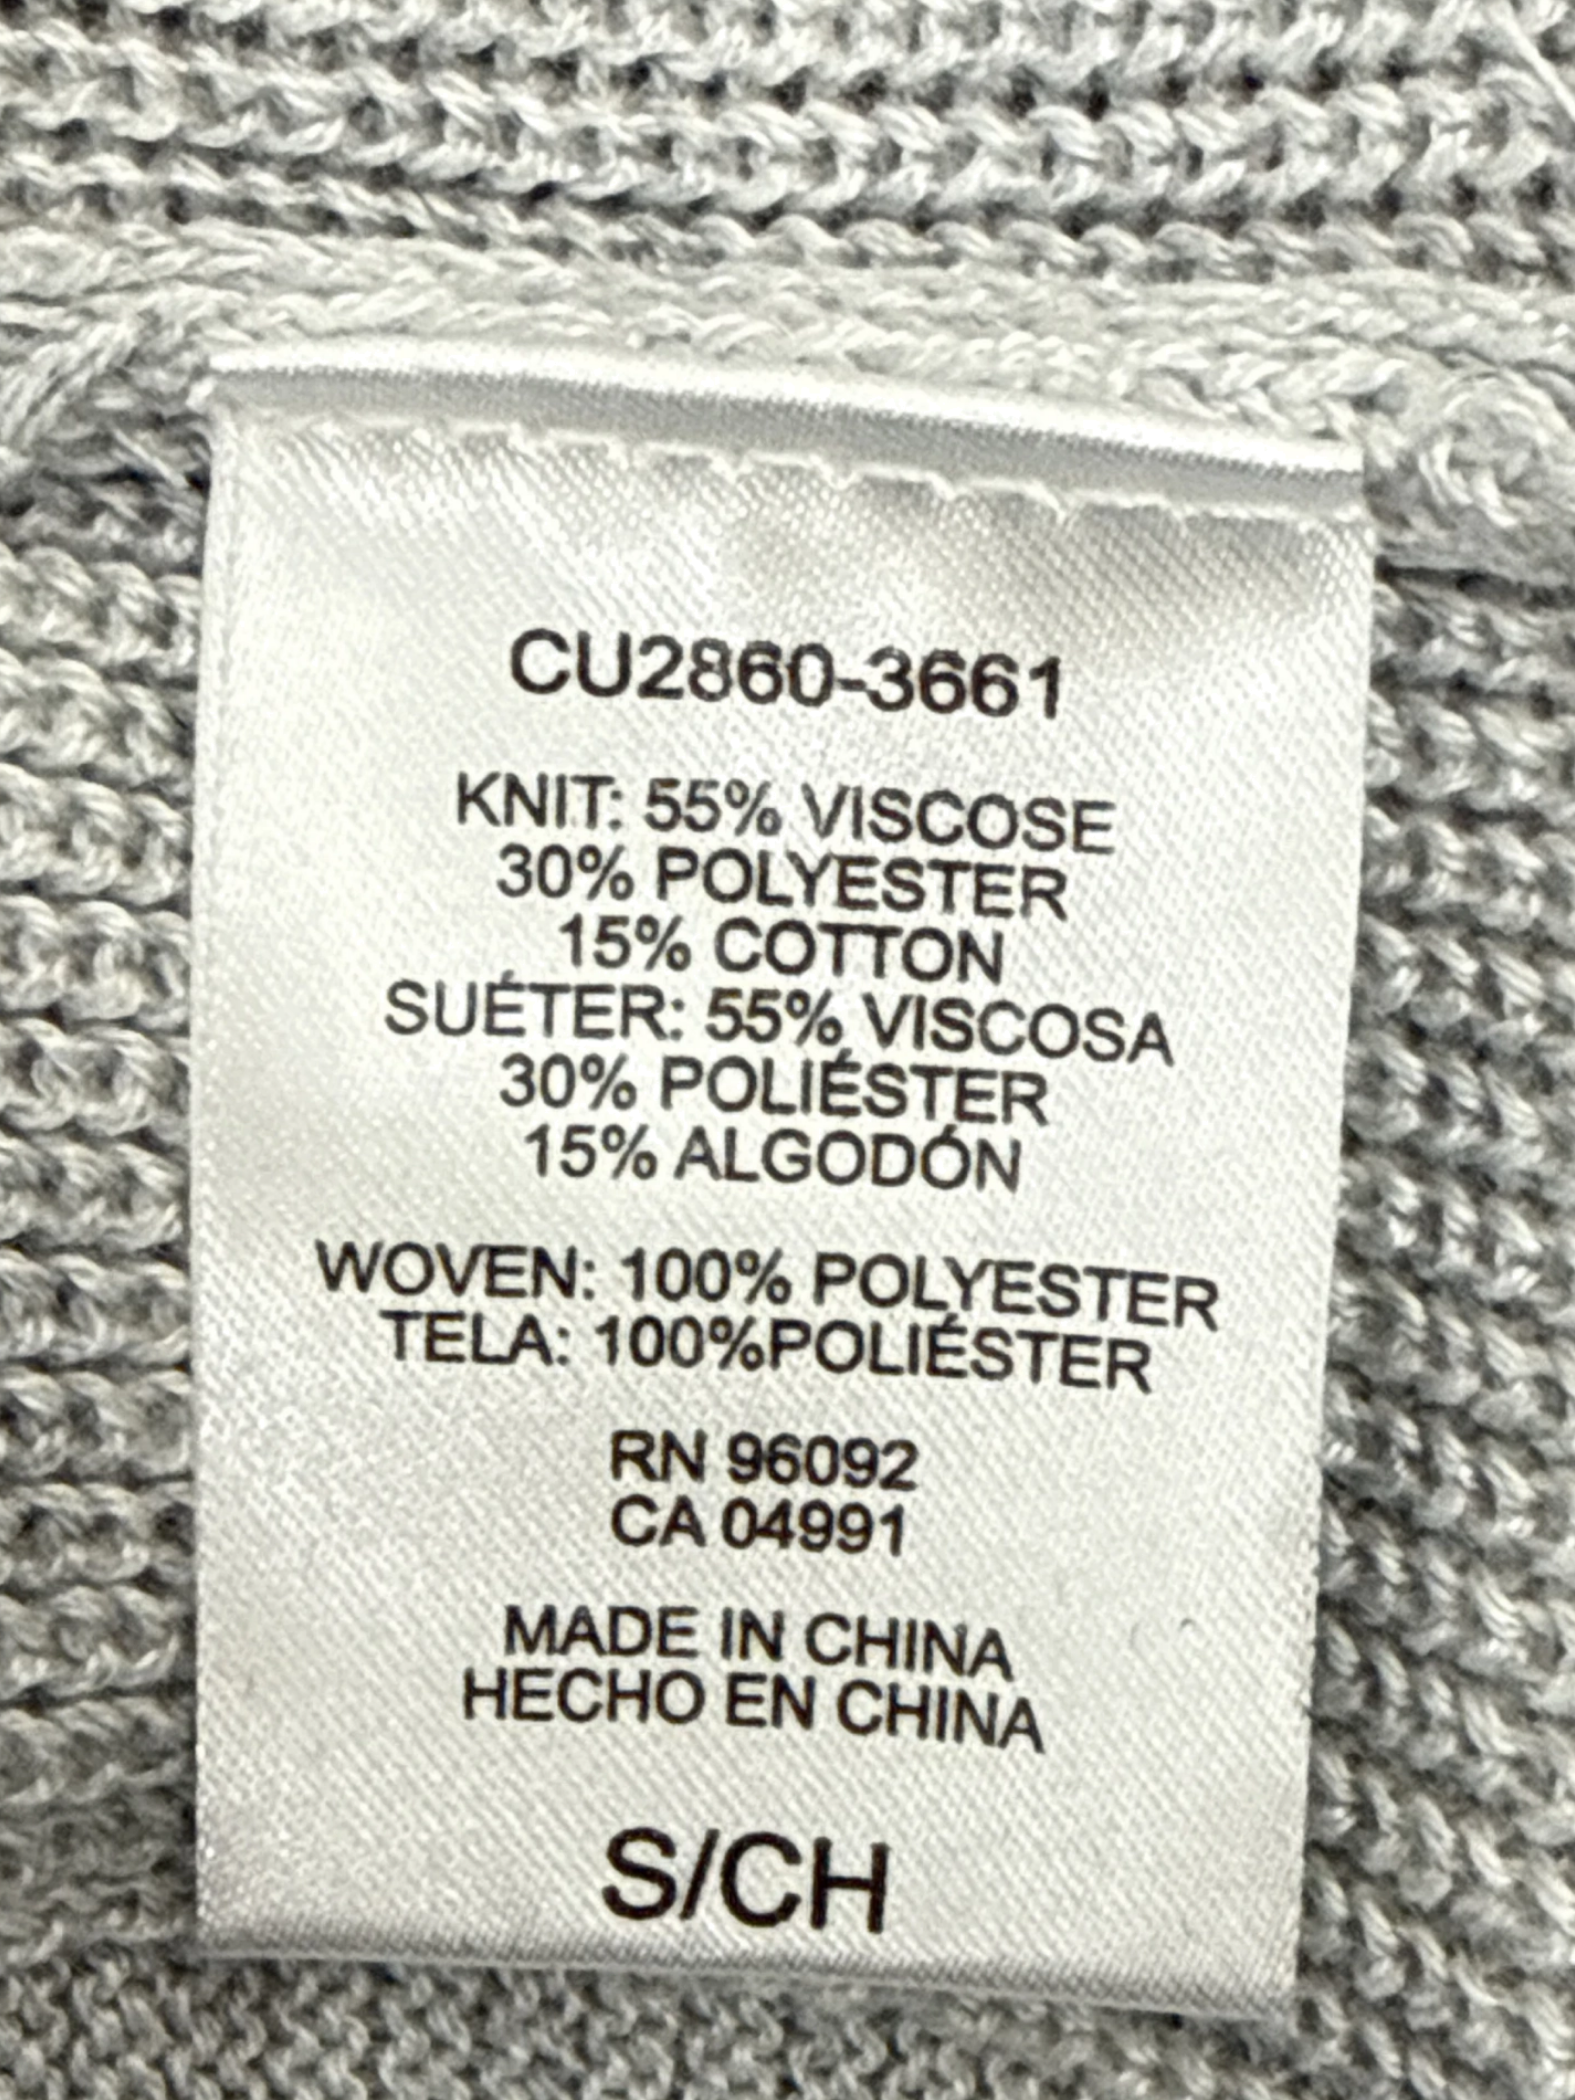 CU2860-3661
KNIT: 55% VISCOSE
30% POLYESTER
15% COTTON
SUÉTER: 55% VISCOSA
30% POLIÉSTER
15% ALGODÓN
WOVEN: 100% POLYESTER
TELA: 100%POLIÉSTER
RN 96092
CA 04991
MADE IN CHINA
HECHO EN CHINA
S/CH